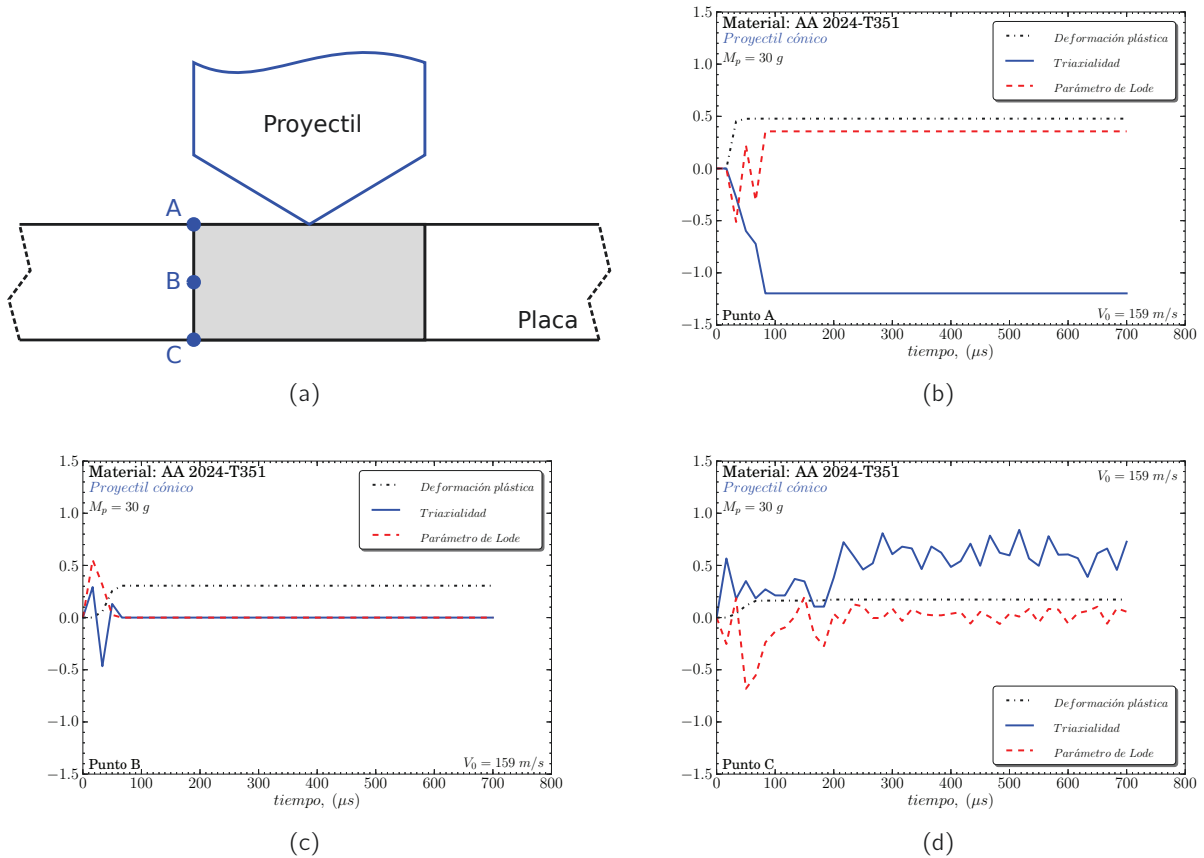 Proyectil
A
B
C
Placa
(a)
Material: AA 2024-T351
Proyectil cónico
M_p = 30 g
Deformación plástica
Triaxialidad
Parámetro de Lode
1.5
1.0
0.5
0.0
−0.5
−1.0
−1.5
Punto A
V_0 = 159 m/s
0 100 200 300 400 500 600 700 800
tiempo, (μs)
(b)
Material: AA 2024-T351
Proyectil cónico
M_p = 30 g
Deformación plástica
Triaxialidad
Parámetro de Lode
1.5
1.0
0.5
0.0
−0.5
−1.0
−1.5
Punto B
V_0 = 159 m/s
0 100 200 300 400 500 600 700 800
tiempo, (μs)
(c)
Material: AA 2024-T351
V_0 = 159 m/s
Proyectil cónico
M_p = 30 g
1.5
1.0
0.5
0.0
−0.5
−1.0
−1.5
Deformación plástica
Triaxialidad
Parámetro de Lode
Punto C
0 100 200 300 400 500 600 700 800
tiempo, (μs)
(d)